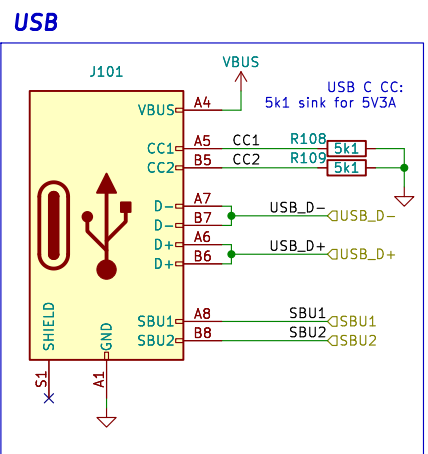 USB
J101
VBUS
USB C CC:
5k1 sink for 5V3A
VBUS A4
CC1 A5 CC1 R108 5k1
CC2 B5 CC2 R109 5k1
D- A7
D- B7
USB_D- USB_D-
D+ A6
D+ B6
USB_D+ USB_D+
SBU1 A8 SBU1 SBU1
SBU2 B8 SBU2 SBU2
SHIELD
GND
S1
A1